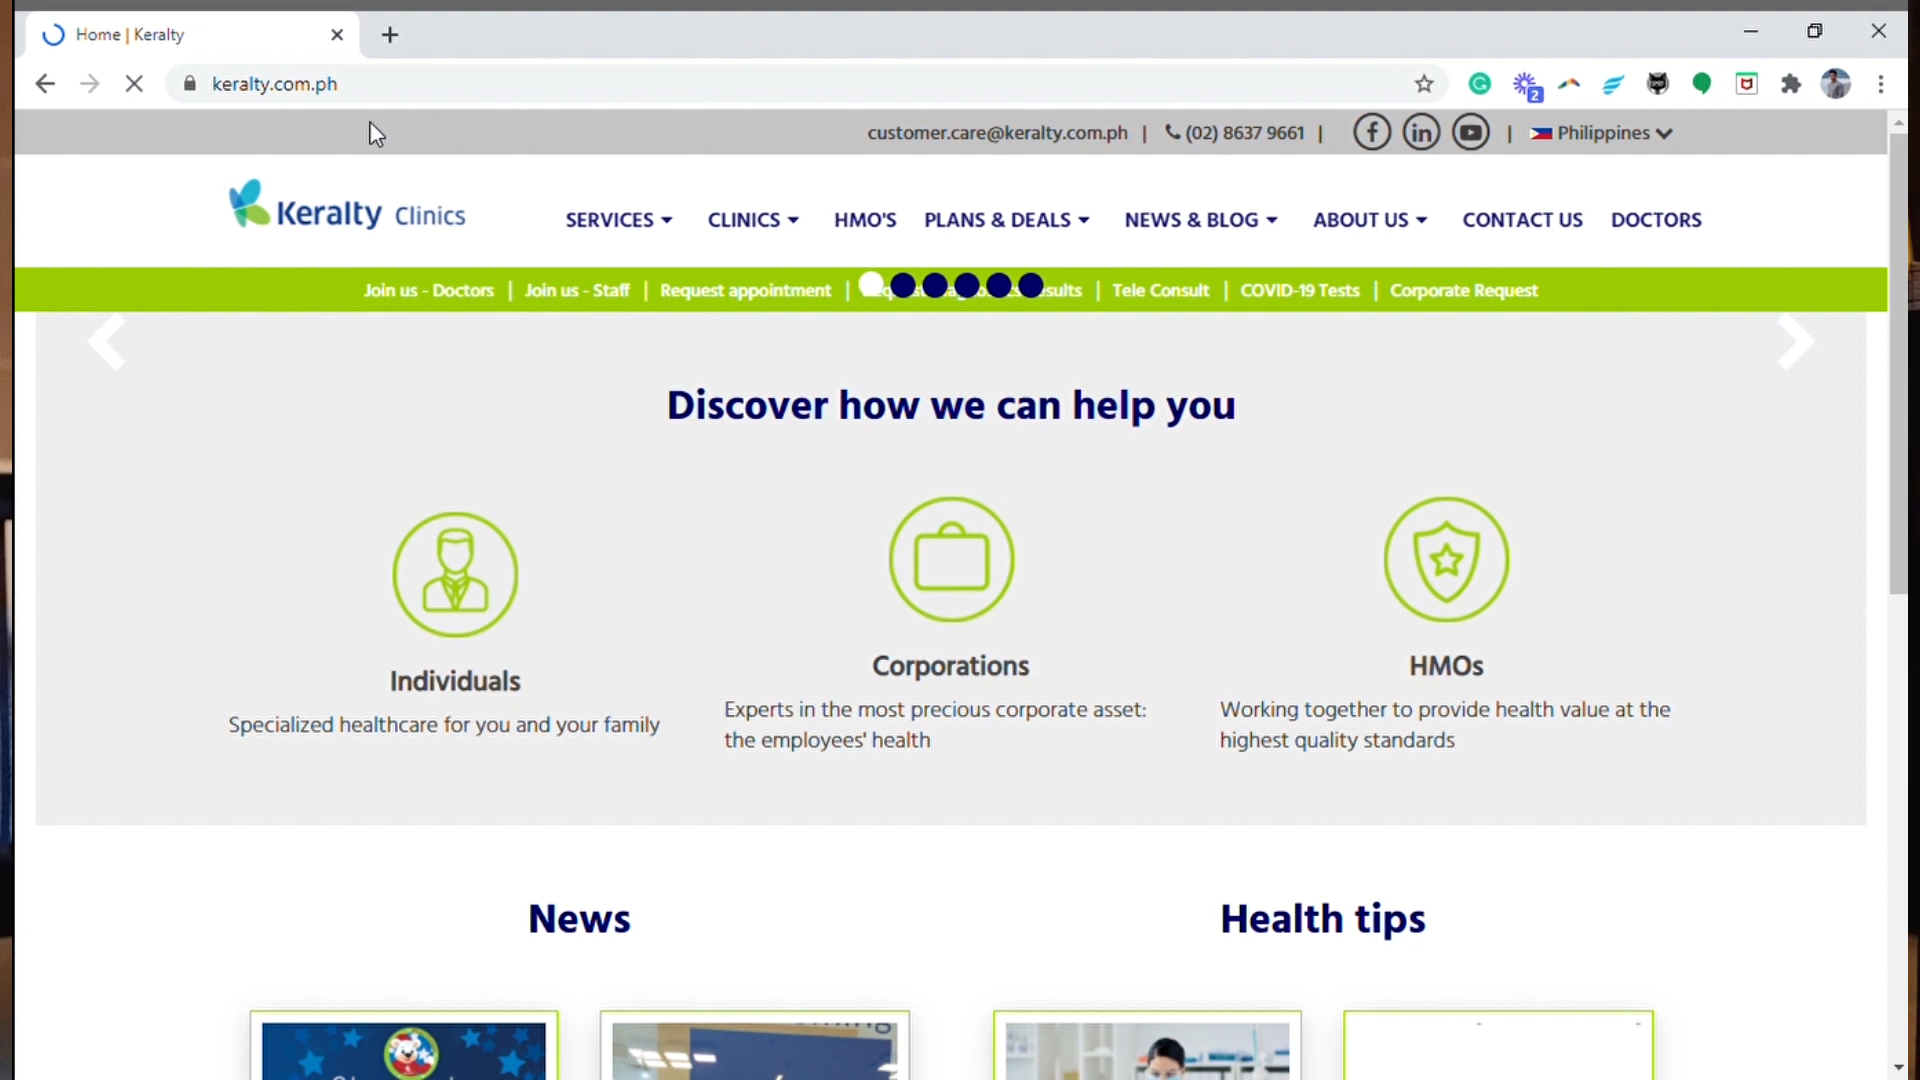 Home | Keralty
keralty.com.ph
2
customer.care@keralty.com.ph | (02) 8637 9661 | f in | Philippines
Keralty Clinics
SERVICES CLINICS HMO'S PLANS & DEALS NEWS & BLOG ABOUT US CONTACT US DOCTORS
Join us - Doctors | Join us - Staff | Request appointment | | Tele Consult | COVID-19 Tests | Corporate Request
Discover how we can help you
Individuals
Specialized healthcare for you and your family
Corporations
Experts in the most precious corporate asset:
the employees' health
HMOs
Working together to provide health value at the
highest quality standards
News
Health tips